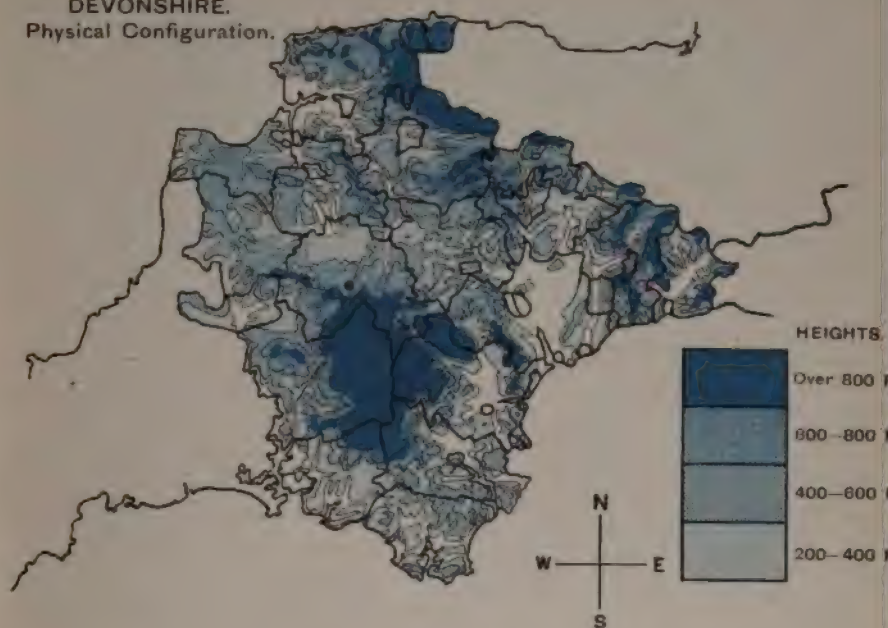 DEVONSHIRE.
Physical Configuration.
HEIGHTS.
Over 800
600—800
400—600
200—400
N
W E
S